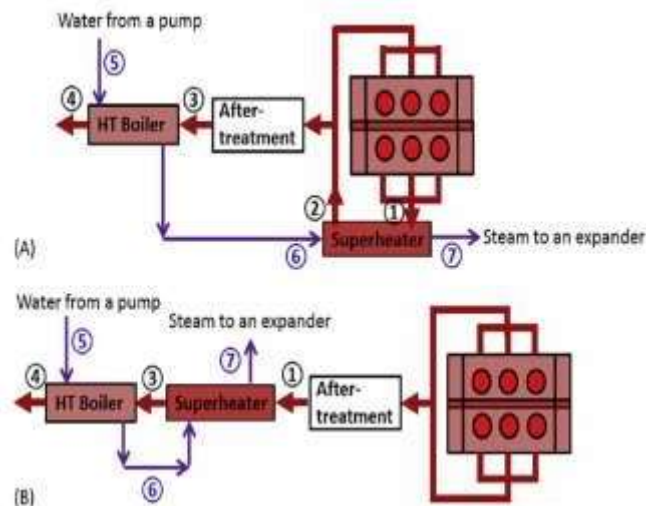 Water from a pump
⑤
④
③
HT Boiler
After-
treatment
②
①
Superheater
Steam to an expander
⑥
⑦
(A)
Water from a pump
Steam to an expander
⑤
⑦
④
③
①
HT Boiler
Superheater
After-
treatment
⑥
(B)